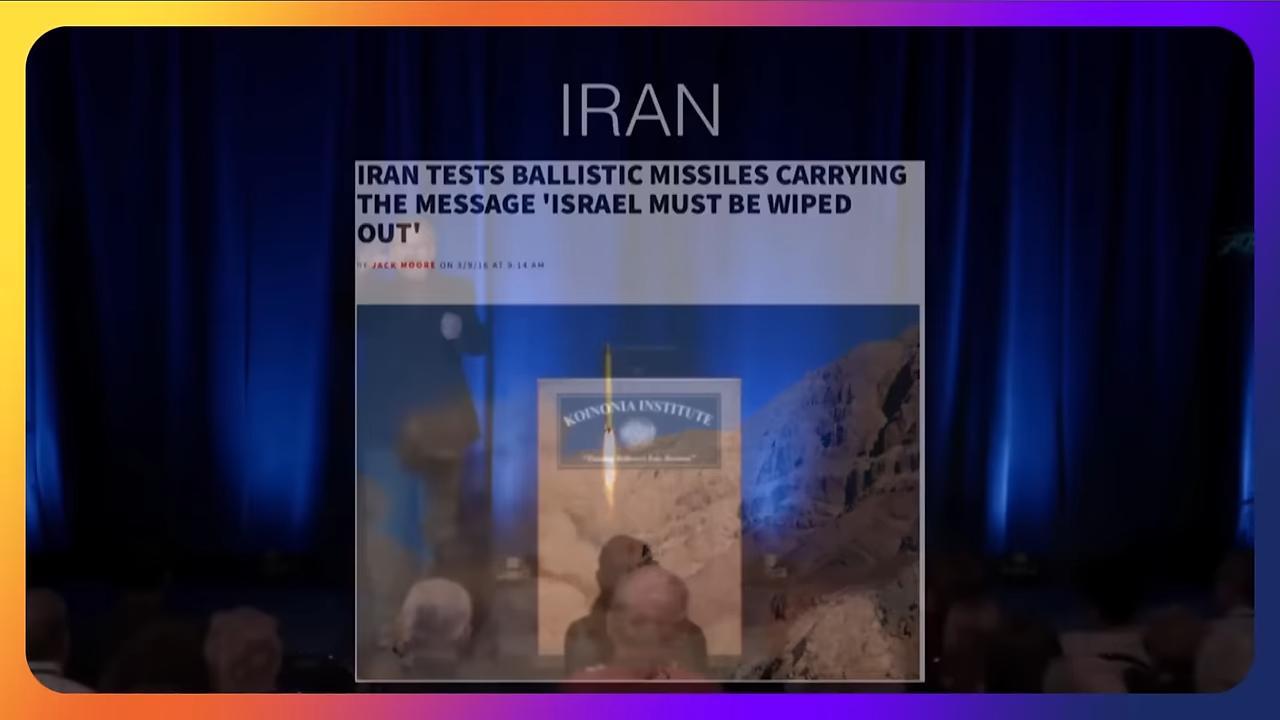 IRAN
IRAN TESTS BALLISTIC MISSILES CARRYING
THE MESSAGE 'ISRAEL MUST BE WIPED
OUT'
BY JACK MOORE ON 3/9/16 AT 9:14 AM
KOINONIA INSTITUTE